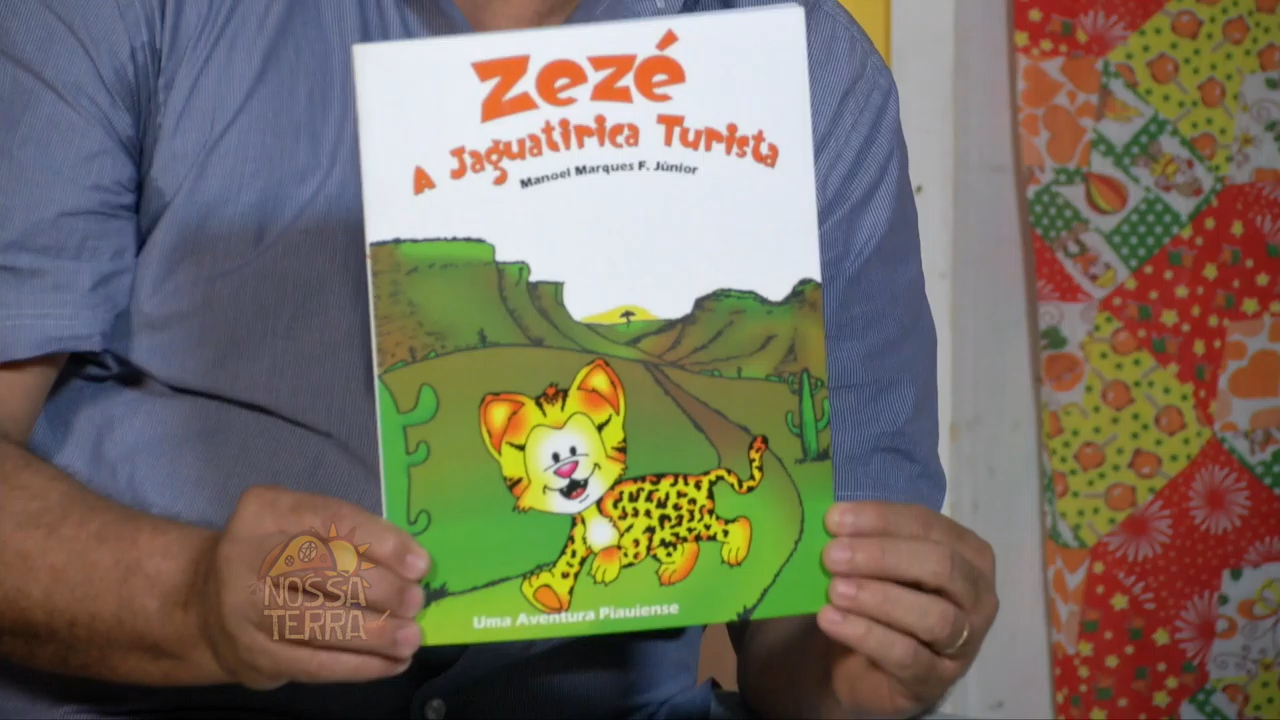 Zezé
A Jaguatirica Turista
Manoel Marques F. Júnior
Uma Aventura Piauiense
NOSSA
TERRA